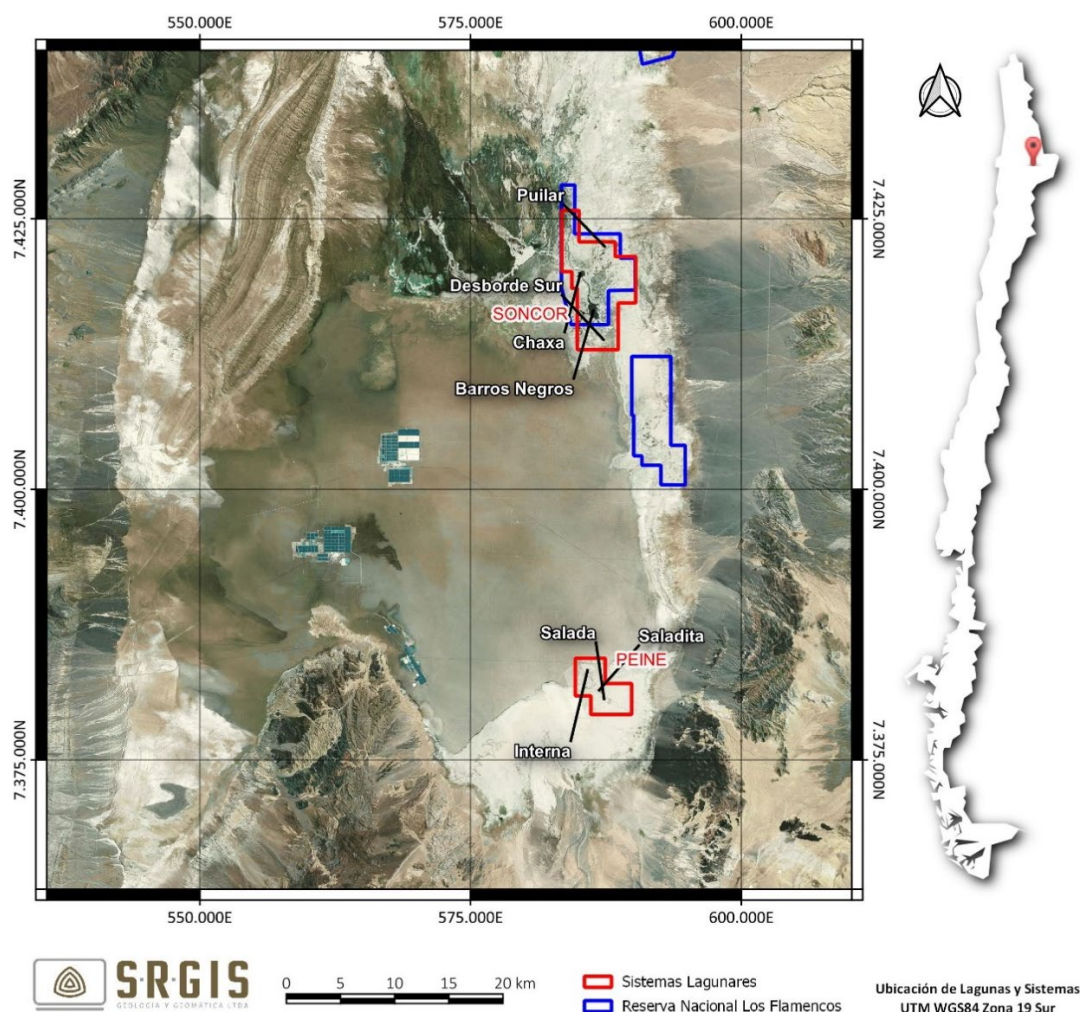 550.000E
575.000E
600.000E
7.425.000N
7.425.000N
Puilar
Desborde Sur
SONCOR
Chaxa
Barros Negros
7.400.000N
7.400.000N
Salada
Saladita
PEINE
Interna
7.375.000N
7.375.000N
550.000E
575.000E
600.000E
S·R·GIS
GEOLOGÍA Y GEOMÁTICA LTDA
0 5 10 15 20 km
Sistemas Lagunares
Reserva Nacional Los Flamencos
Ubicación de Lagunas y Sistemas
UTM WGS84 Zona 19 Sur